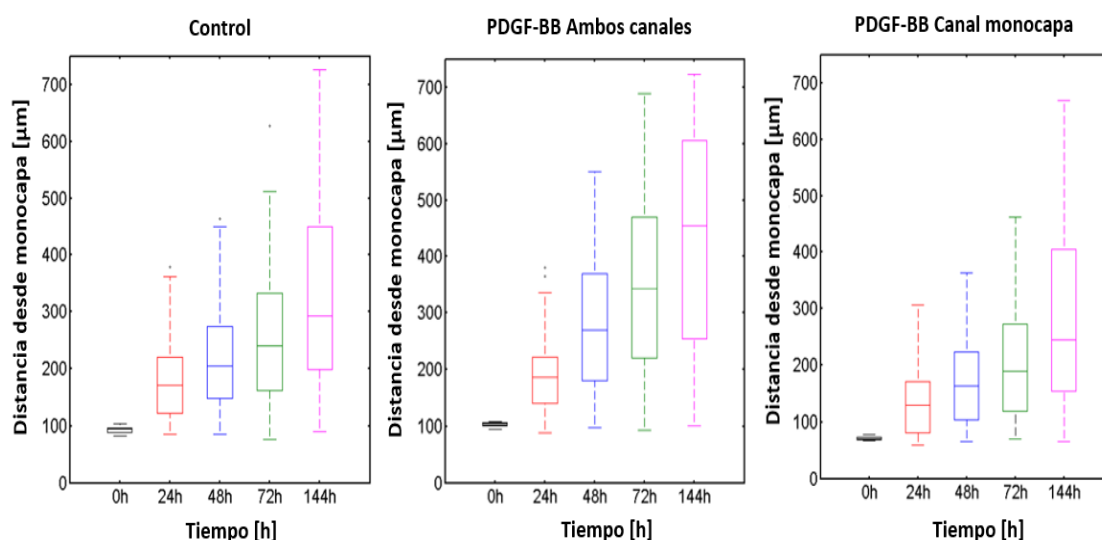 Control
Distancia desde monocapa [µm]
700
600
500
400
300
200
100
0
0h 24h 48h 72h 144h
Tiempo [h]
PDGF-BB Ambos canales
Distancia desde monocapa [µm]
700
600
500
400
300
200
100
0
0h 24h 48h 72h 144h
Tiempo [h]
PDGF-BB Canal monocapa
Distancia desde monocapa [µm]
700
600
500
400
300
200
100
0
0h 24h 48h 72h 144h
Tiempo [h]